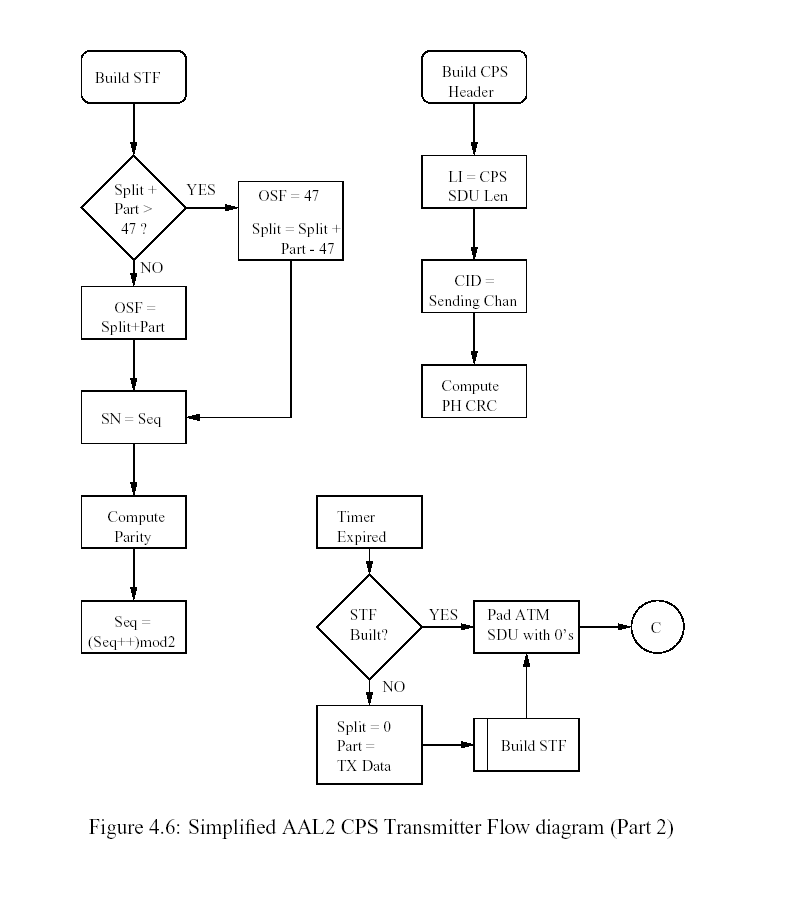 Build STF
Split +
Part >
47 ?
YES
OSF = 47
Split = Split +
Part - 47
NO
OSF =
Split+Part
SN = Seq
Compute
Parity
Seq =
(Seq++)mod2
Build CPS
Header
LI = CPS
SDU Len
CID =
Sending Chan
Compute
PH CRC
Timer
Expired
STF
Built?
YES
Pad ATM
SDU with 0's
C
NO
Split = 0
Part =
TX Data
Build STF
Figure 4.6: Simplified AAL2 CPS Transmitter Flow diagram (Part 2)